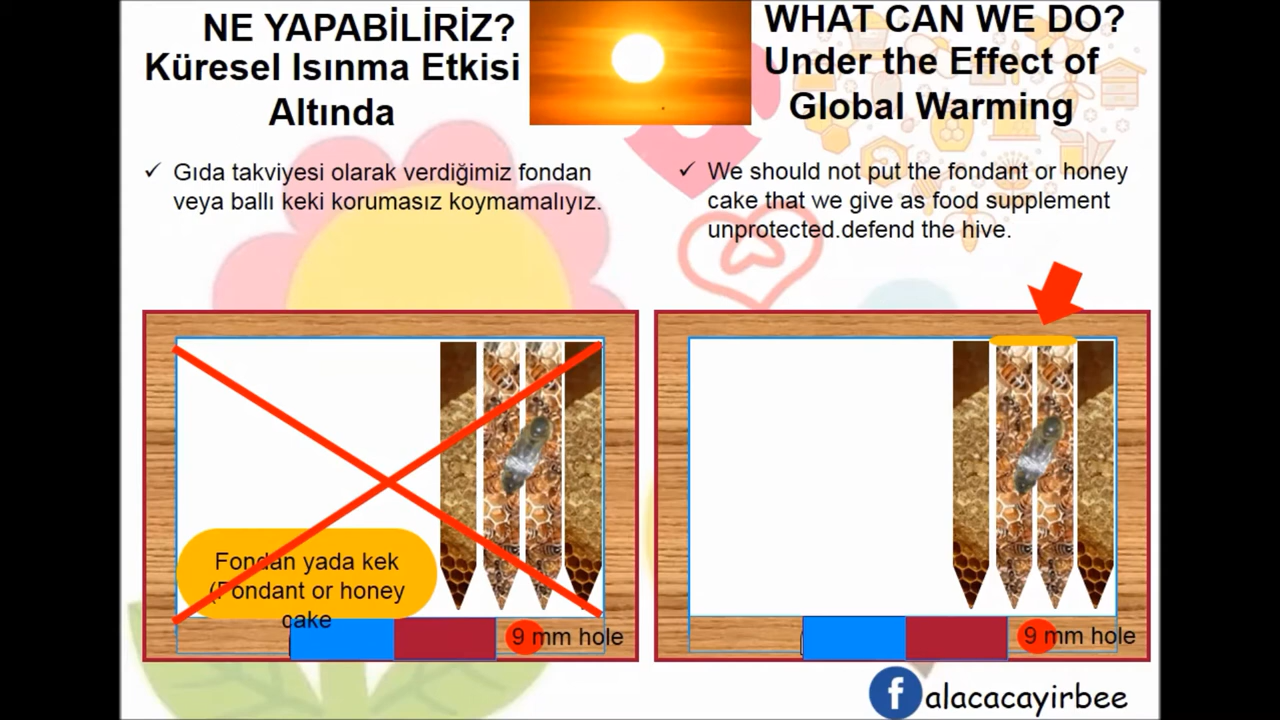 NE YAPABİLİRİZ?
Küresel Isınma Etkisi
Altında
✓ Gıda takviyesi olarak verdiğimiz fondan
veya ballı keki korumasız koymamalıyız.
WHAT CAN WE DO?
Under the Effect of
Global Warming
✓ We should not put the fondant or honey
cake that we give as food supplement
unprotected.defend the hive.
Fondan yada kek
(Fondant or honey
cake
9 mm hole
9 mm hole
f alacacayirbee